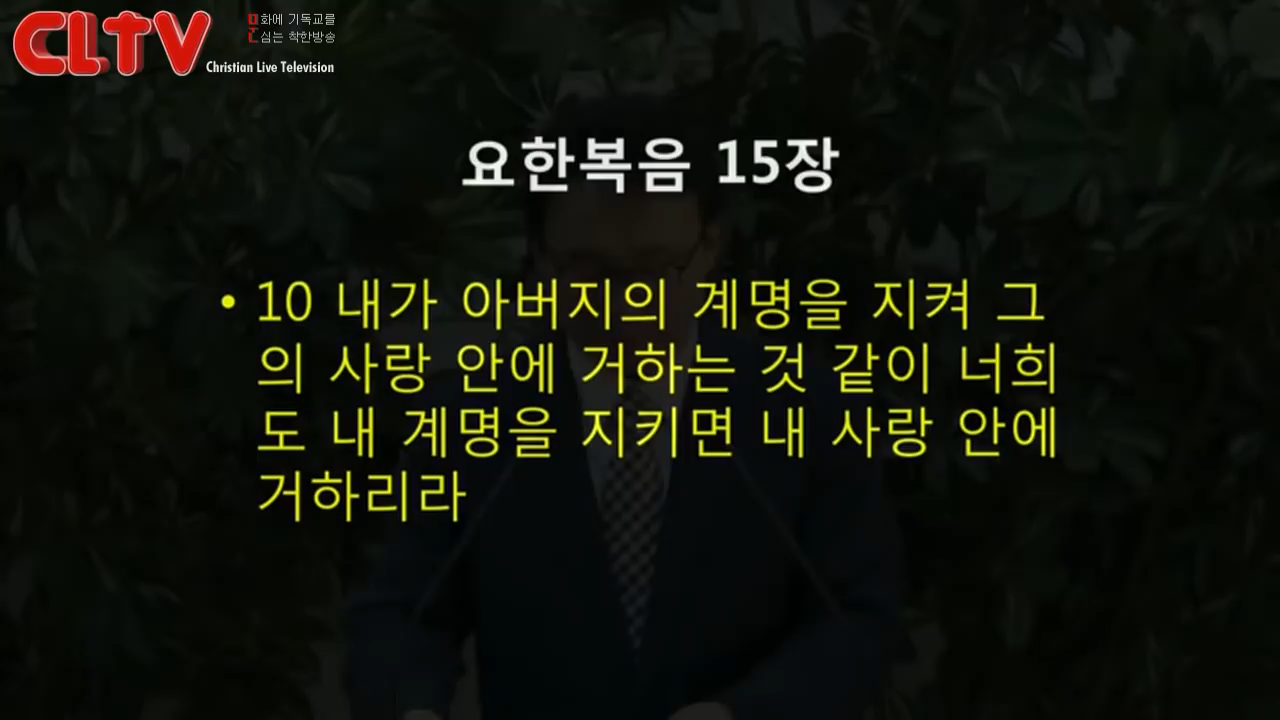 CLTV
문화에 기독교를
심는 착한방송
Christian Live Television
요한복음 15장
• 10 내가 아버지의 계명을 지켜 그
의 사랑 안에 거하는 것 같이 너희
도 내 계명을 지키면 내 사랑 안에
거하리라